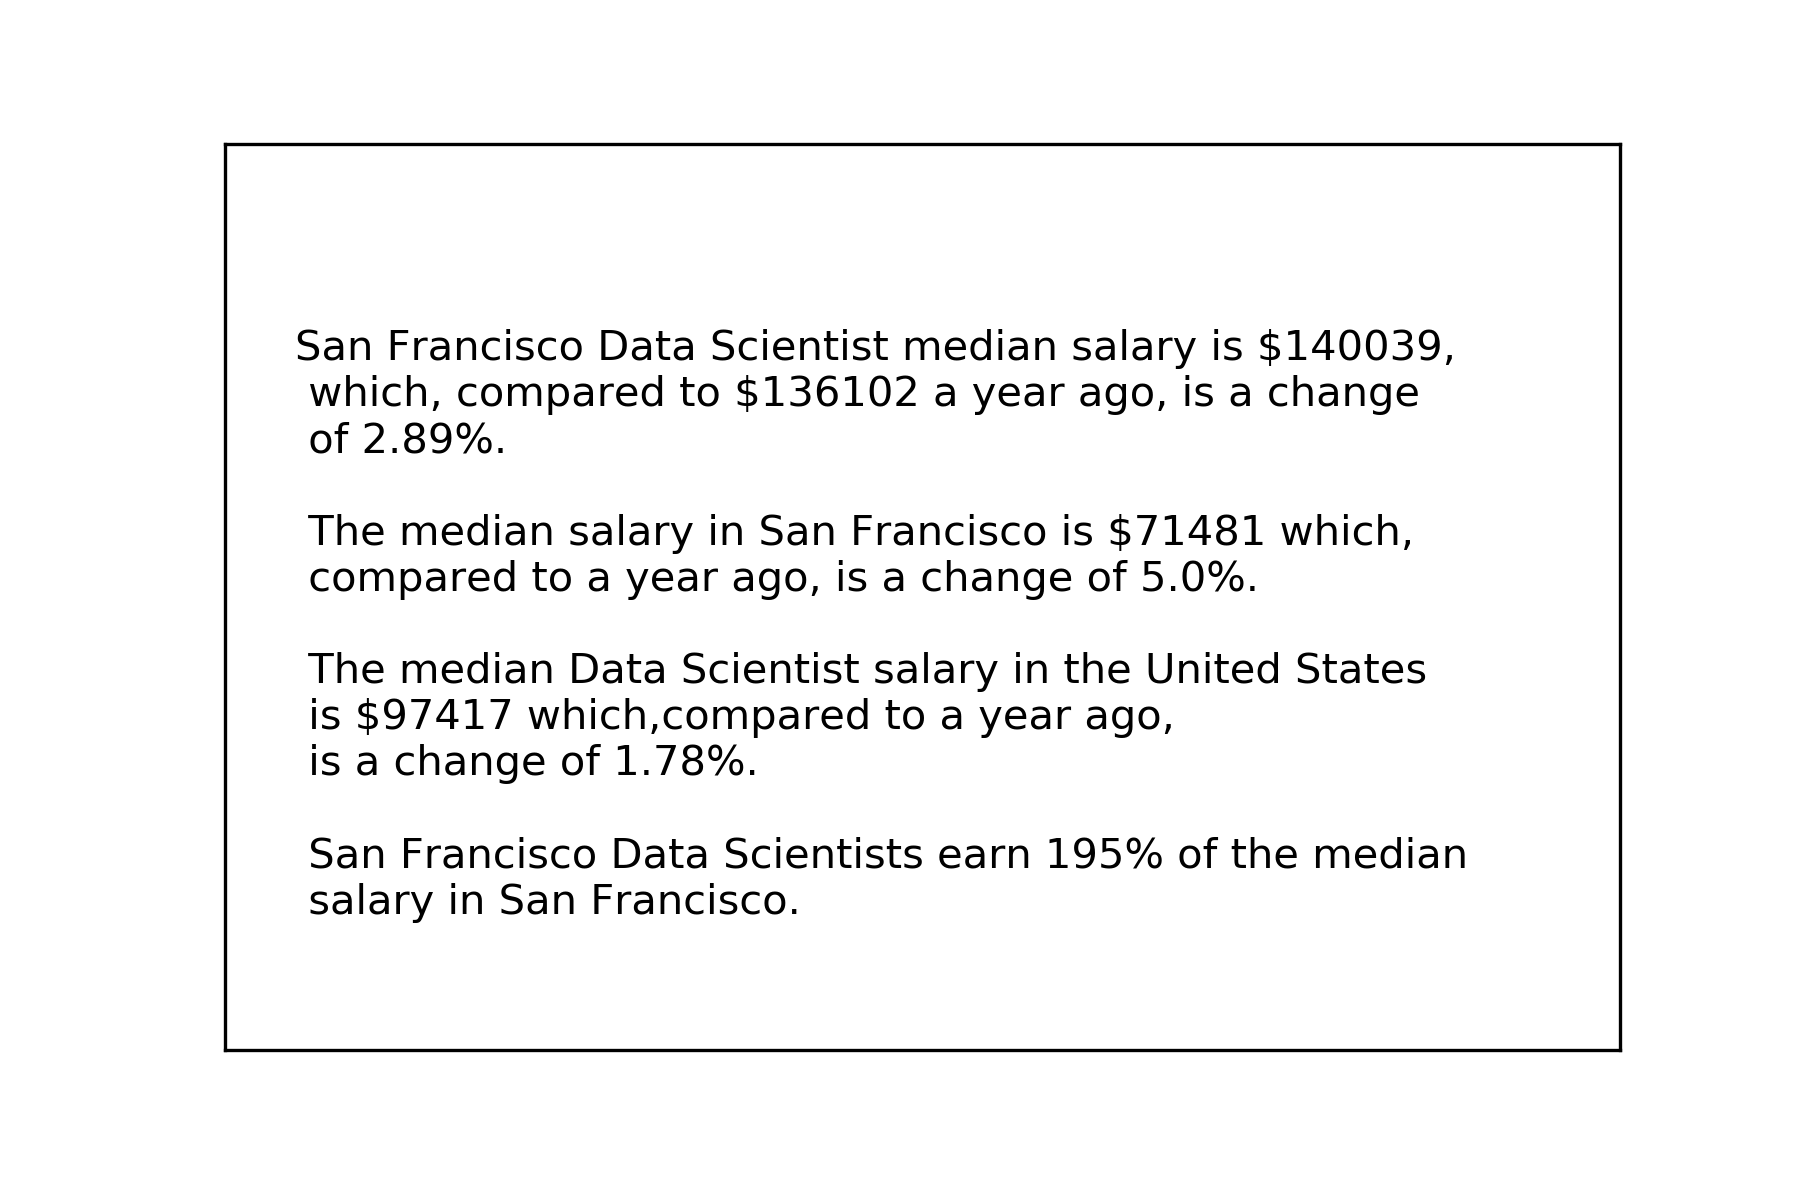 San Francisco Data Scientist median salary is $140039,
which, compared to $136102 a year ago, is a change
of 2.89%.
The median salary in San Francisco is $71481 which,
compared to a year ago, is a change of 5.0%.
The median Data Scientist salary in the United States
is $97417 which,compared to a year ago,
is a change of 1.78%.
San Francisco Data Scientists earn 195% of the median
salary in San Francisco.